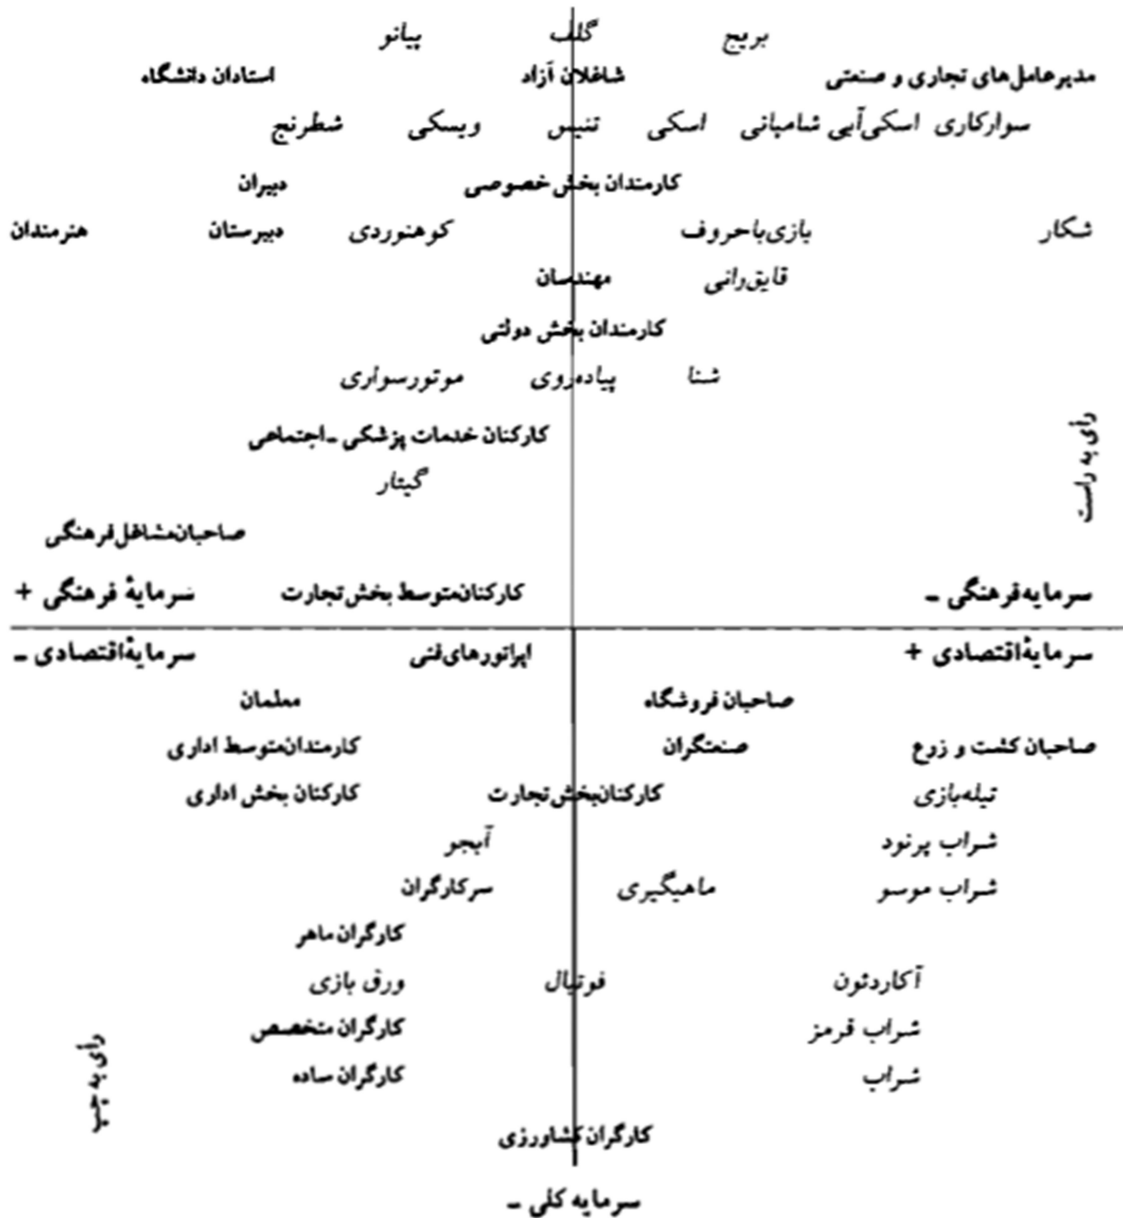 بریج گلف پیانو
مدیرعامل‌های تجاری و صنعتی شاغلان آزاد استادان دانشگاه
سوارکاری اسکی‌آبی شامپانی اسکی تنیس ویسکی شطرنج
کارمندان بخش خصوصی دبیران
شکار بازی‌باحروف کوهنوردی دبیرستان هنرمندان
قایق‌رانی مهندسان
کارمندان بخش دولتی
شنا پیاده‌روی موتورسواری
کارکنان خدمات پزشکی - اجتماعی
رأی به راست
گیتار
صاحبان‌مشاغل‌فرهنگی
سرمایه‌فرهنگی - کارکنان‌متوسط بخش‌تجارت سرمایهٔ فرهنگی +
سرمایهٔ‌اقتصادی + اپراتورهای‌فنی سرمایهٔ‌اقتصادی -
صاحبان فروشگاه معلمان
صاحبان کشت و زرع صنعتگران کارمندان‌متوسط اداری
تیله‌بازی کارکنان‌بخش‌تجارت کارکنان بخش اداری
شراب پرنود آبجو
شراب موسو ماهیگیری سرکارگران
کارگران ماهر
آکاردئون فوتبال ورق بازی
شراب قرمز کارگران متخصص
شراب کارگران ساده
رأی به چپ
کارگران کشاورزی
سرمایه کلی -